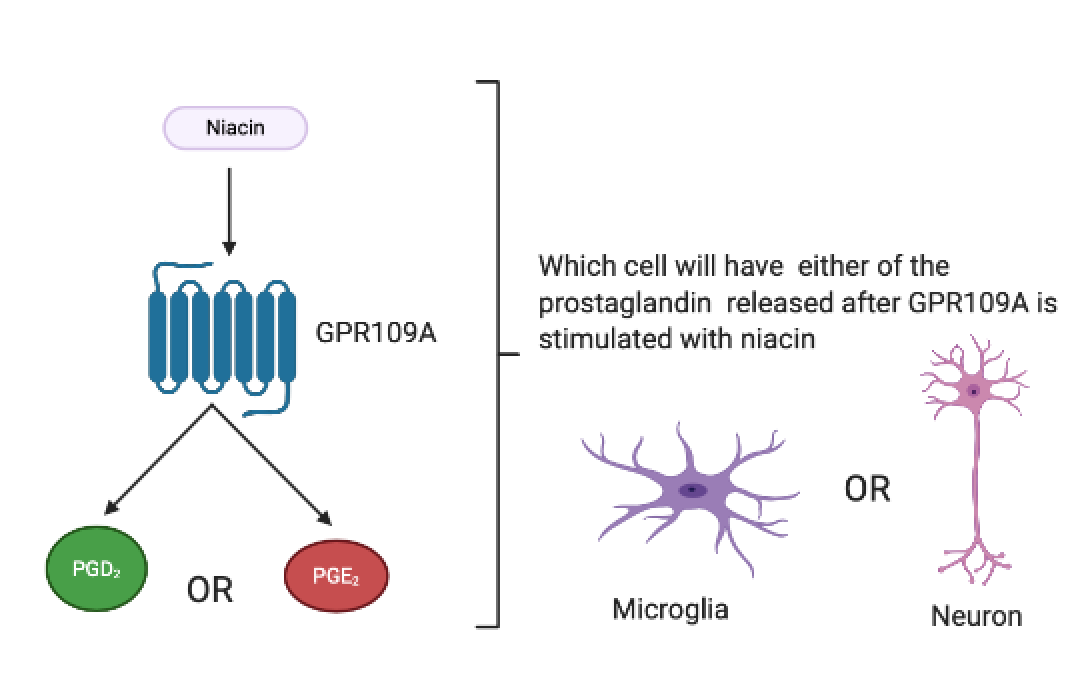 Niacin
GPR109A
PGD₂
OR
PGE₂
Which cell will have either of the
prostaglandin released after GPR109A is
stimulated with niacin
OR
Microglia
Neuron